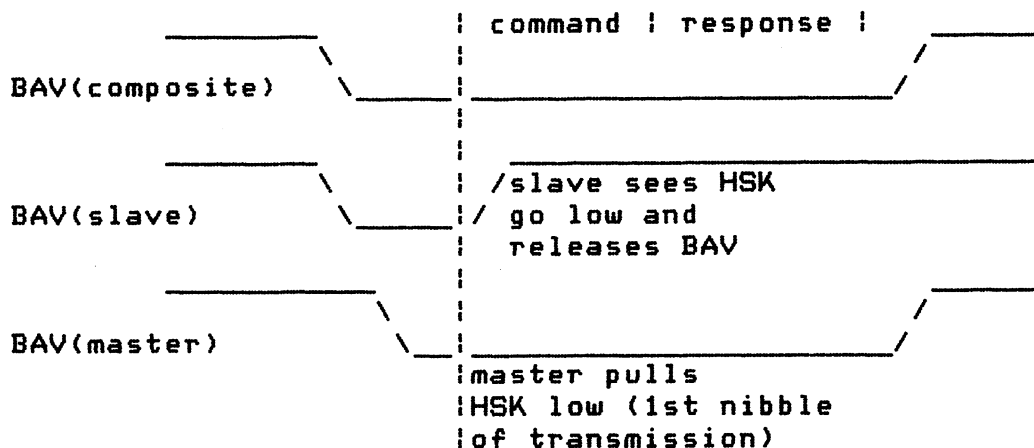 command | response |
BAV(composite)
slave sees HSK
BAV(slave)
go low and
releases BAV
BAV(master)
master pulls
HSK low (1st nibble
of transmission)